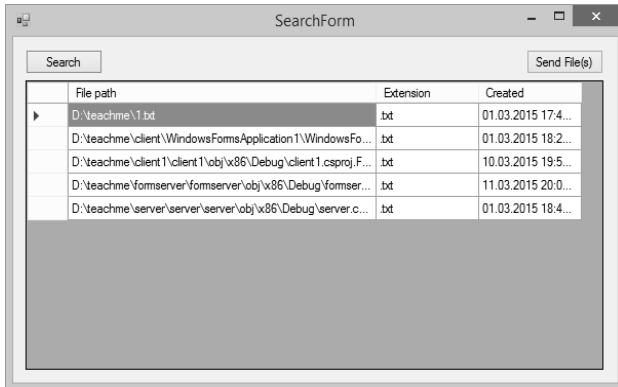 SearchForm
Search Send File(s)
File path Extension Created
D:\teachme\1.txt .txt 01.03.2015 17:4...
D:\teachme\client\WindowsFormsApplication1\WindowsFo... .txt 01.03.2015 18:2...
D:\teachme\client1\client1\obj\x86\Debug\client1.csproj.F... .txt 10.03.2015 19:5...
D:\teachme\formserver\formserver\obj\x86\Debug\formser... .txt 11.03.2015 20:0...
D:\teachme\server\server\server\obj\x86\Debug\server.c... .txt 01.03.2015 18:4...